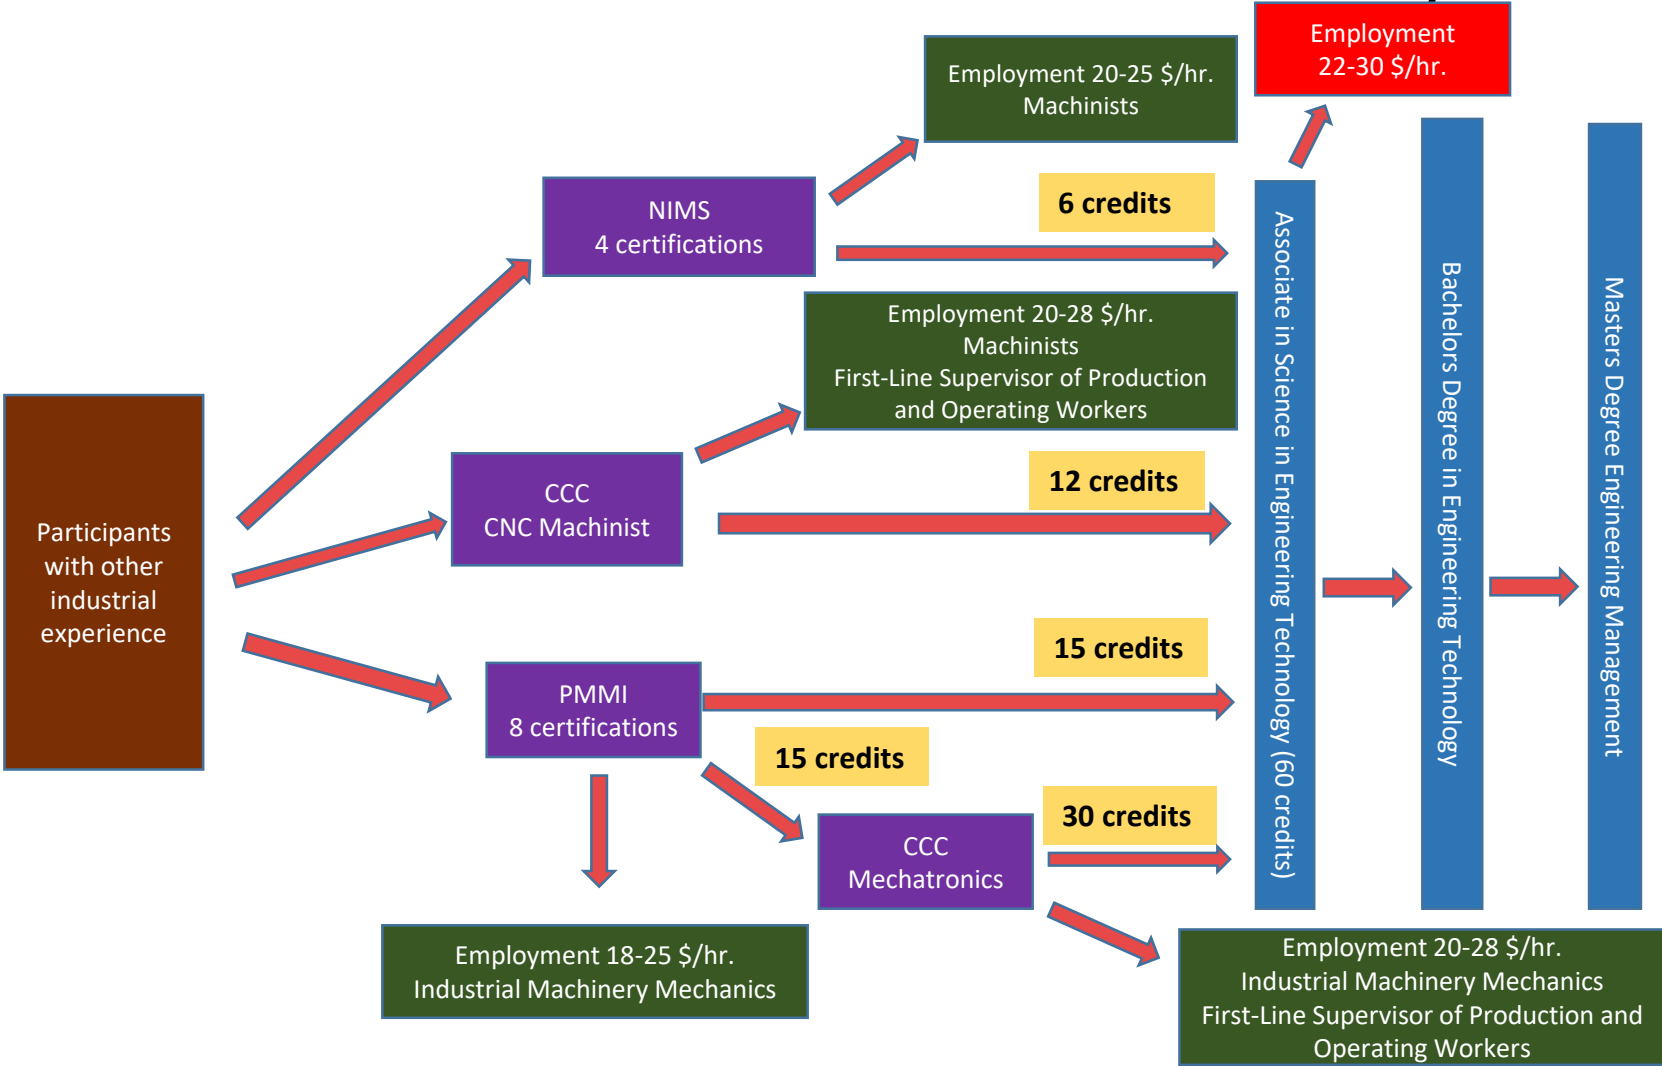 Employment
22-30 $/hr.
Employment 20-25 $/hr.
Machinists
NIMS
4 certifications
6 credits
Employment 20-28 $/hr.
Machinists
First-Line Supervisor of Production
and Operating Workers
CCC
CNC Machinist
12 credits
Participants
with other
industrial
experience
15 credits
PMMI
8 certifications
15 credits
30 credits
CCC
Mechatronics
Employment 18-25 $/hr.
Industrial Machinery Mechanics
Employment 20-28 $/hr.
Industrial Machinery Mechanics
First-Line Supervisor of Production and
Operating Workers
Associate in Science in Engineering Technology (60 credits)
Bachelors Degree in Engineering Technology
Masters Degree Engineering Management